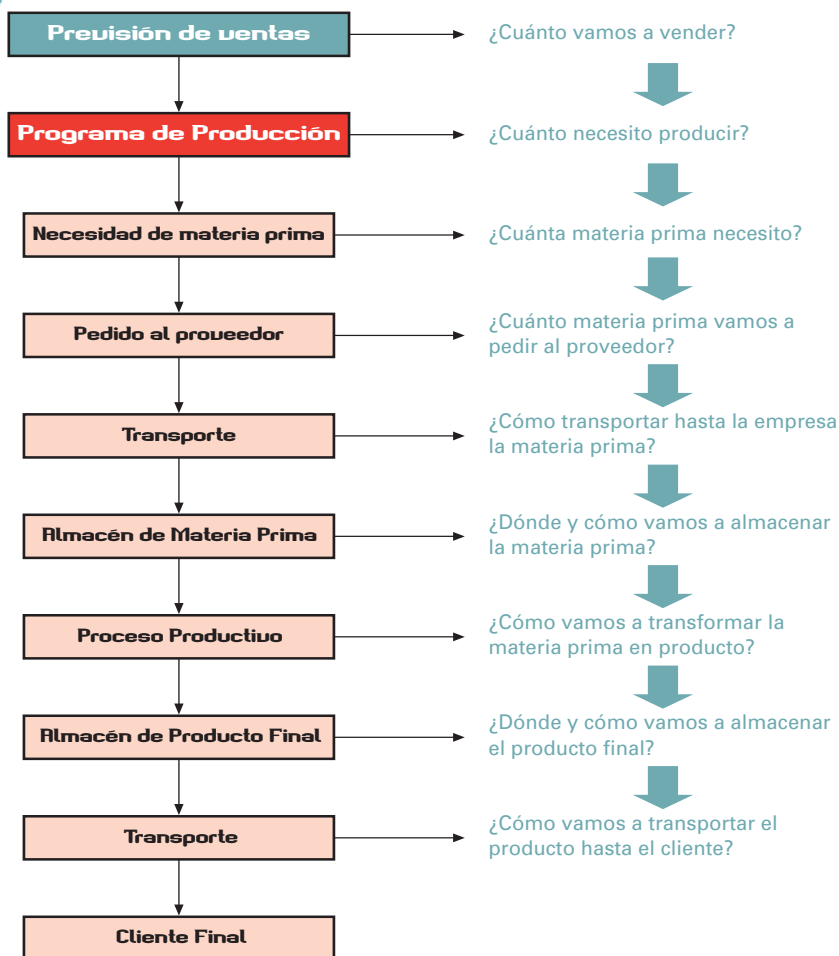 Previsión de ventas
¿Cuánto vamos a vender?
Programa de Producción
¿Cuánto necesito producir?
Necesidad de materia prima
¿Cuánta materia prima necesito?
Pedido al proveedor
¿Cuánto materia prima vamos a
pedir al proveedor?
Transporte
¿Cómo transportar hasta la empresa
la materia prima?
Almacén de Materia Prima
¿Dónde y cómo vamos a almacenar
la materia prima?
Proceso Productivo
¿Cómo vamos a transformar la
materia prima en producto?
Almacén de Producto Final
¿Dónde y cómo vamos a almacenar
el producto final?
Transporte
¿Cómo vamos a transportar el
producto hasta el cliente?
Cliente Final